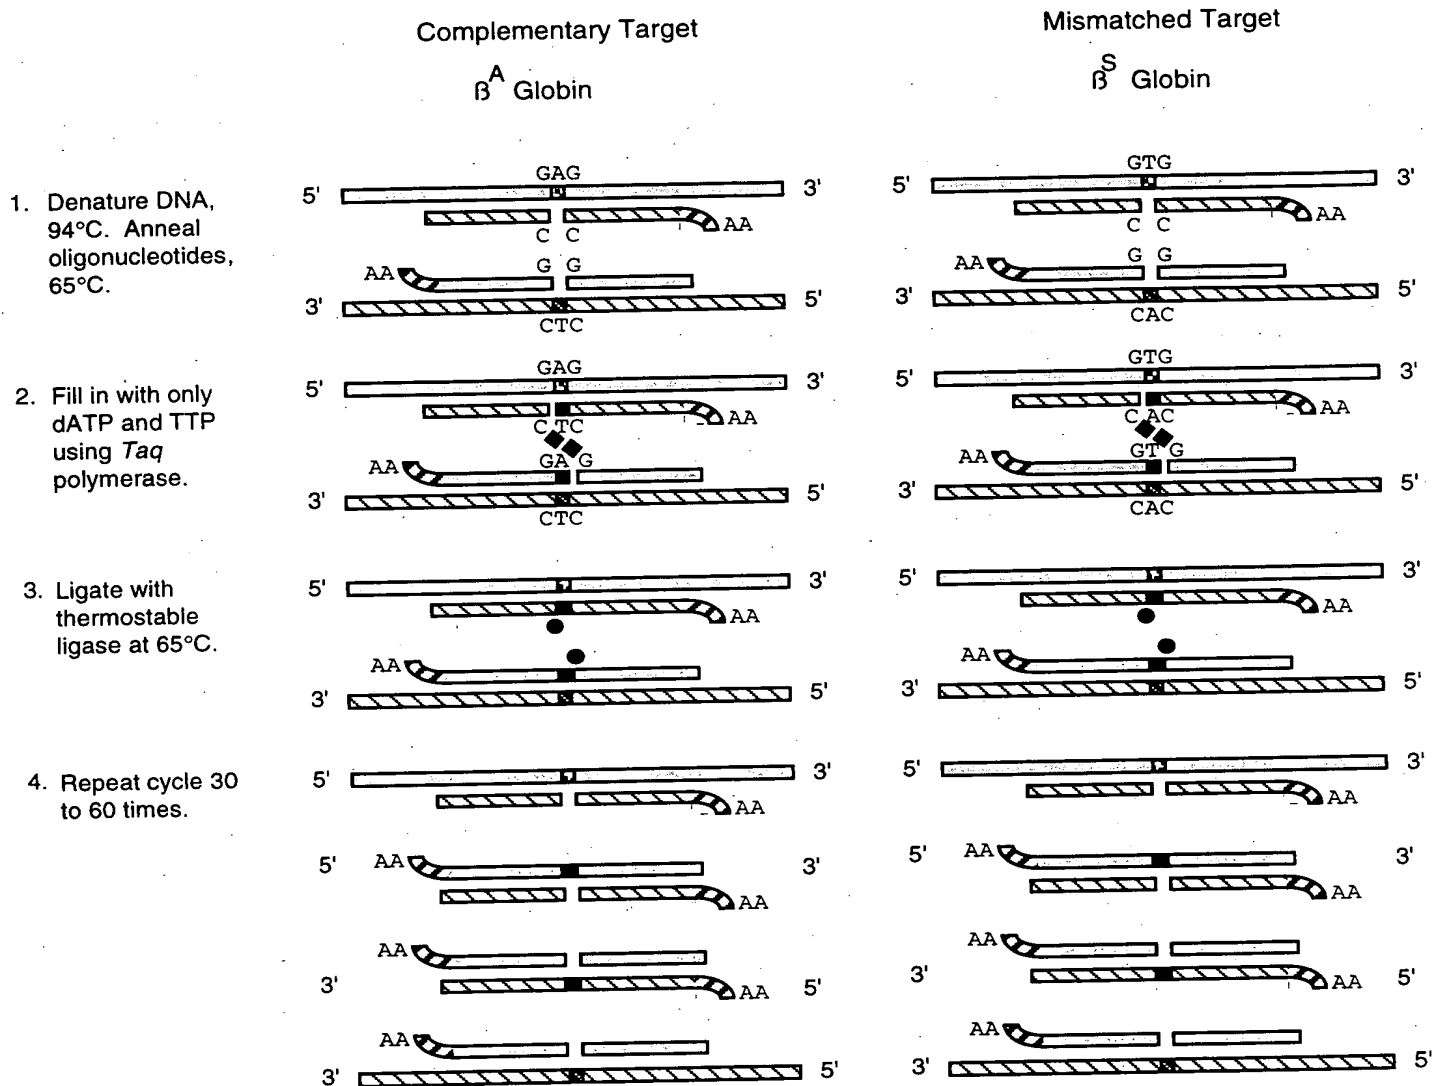 Complementary Target
Mismatched Target
ß^A Globin
ß^S Globin
1. Denature DNA,
94°C. Anneal
oligonucleotides,
65°C.
5' GAG 3'
C C AA
AA G G
3' CTC 5'
5' GTG 3'
C C AA
AA G G
3' CAC 5'
2. Fill in with only
dATP and TTP
using Taq
polymerase.
5' GAG 3'
C TC AA
AA GA G
3' CTC 5'
5' GTG 3'
C AC AA
AA GT G
3' CAC 5'
3. Ligate with
thermostable
ligase at 65°C.
5' 3'
AA
AA
3' 5'
5' 3'
AA
AA
3' 5'
4. Repeat cycle 30
to 60 times.
5' 3'
AA
5' AA 3'
AA
AA
3' AA 5'
AA
3' 5'
5' 3'
AA
5' AA 3'
AA
AA
3' AA 5'
AA
3' 5'